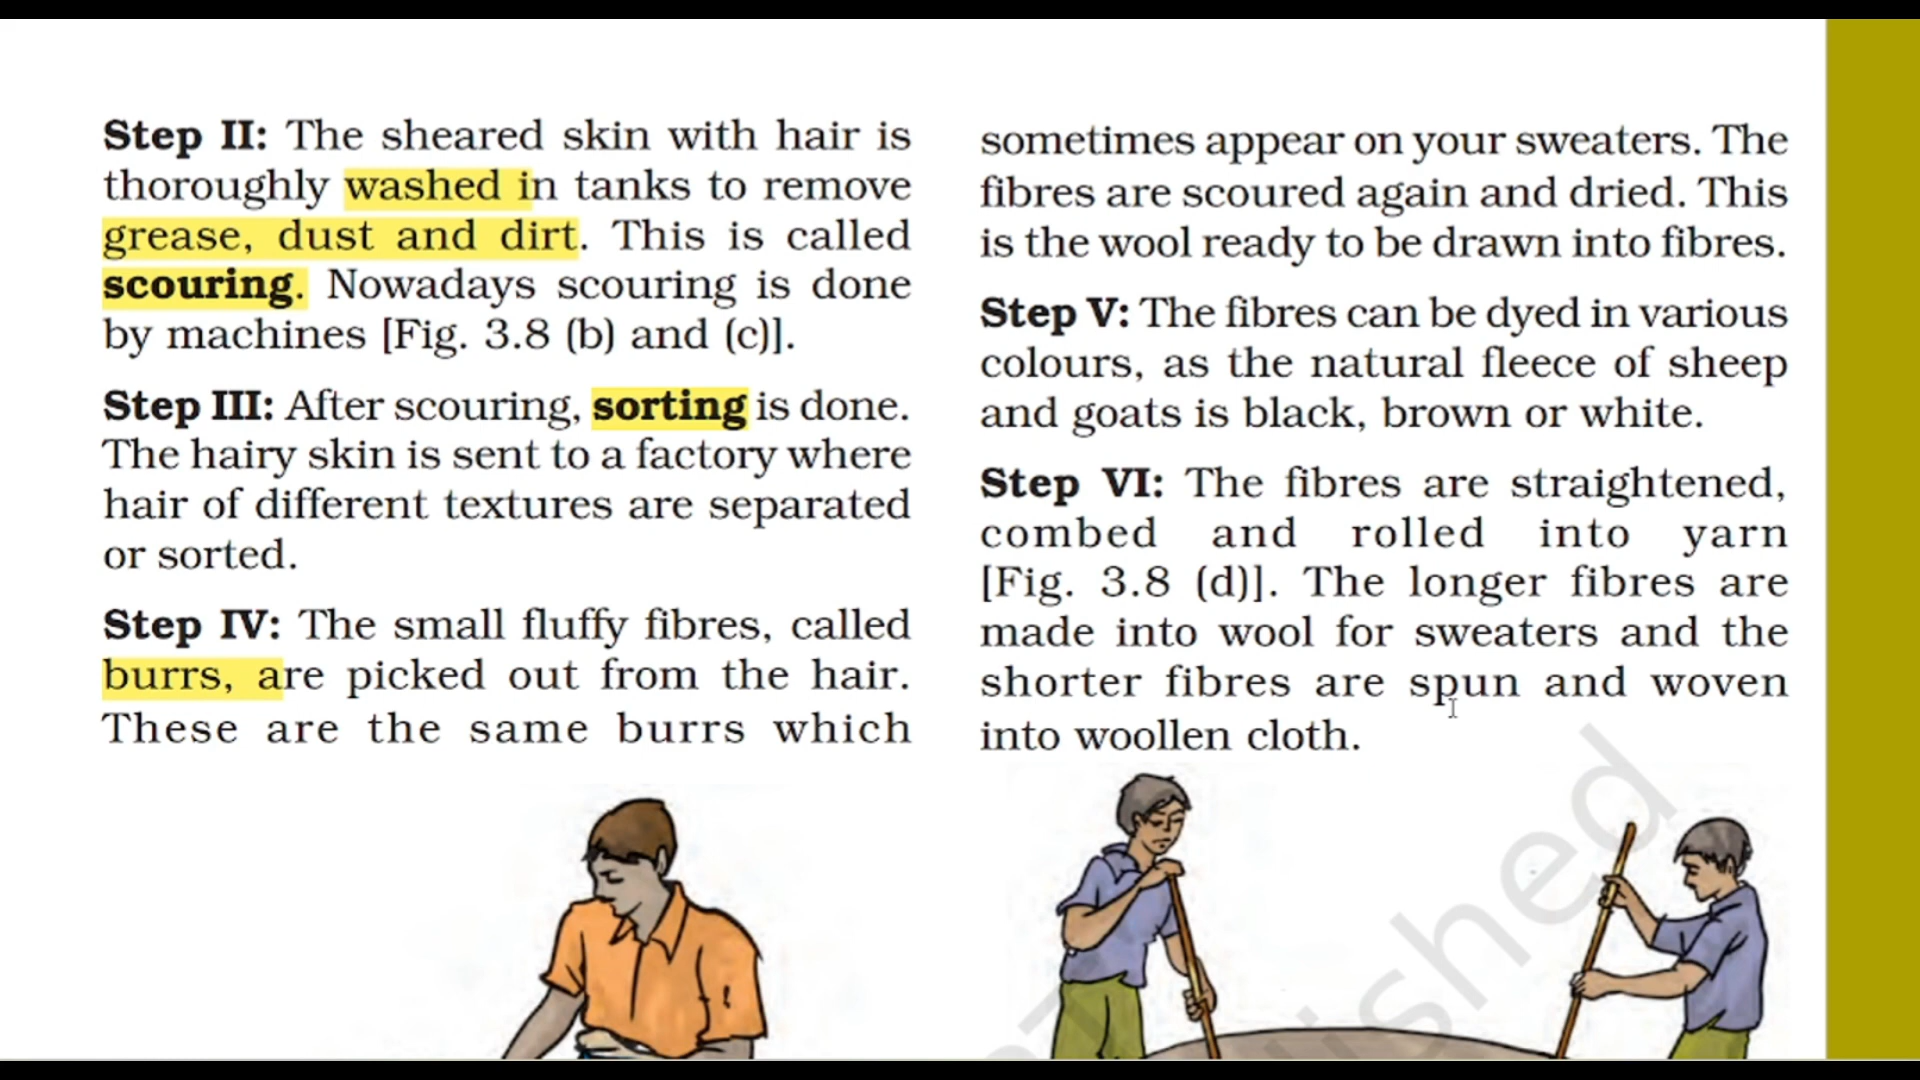 Step II: The sheared skin with hair is
thoroughly washed in tanks to remove
grease, dust and dirt. This is called
scouring. Nowadays scouring is done
by machines [Fig. 3.8 (b) and (c)].
Step III: After scouring, sorting is done.
The hairy skin is sent to a factory where
hair of different textures are separated
or sorted.
Step IV: The small fluffy fibres, called
burrs, are picked out from the hair.
These are the same burrs which
sometimes appear on your sweaters. The
fibres are scoured again and dried. This
is the wool ready to be drawn into fibres.
Step V: The fibres can be dyed in various
colours, as the natural fleece of sheep
and goats is black, brown or white.
Step VI: The fibres are straightened,
combed and rolled into yarn
[Fig. 3.8 (d)]. The longer fibres are
made into wool for sweaters and the
shorter fibres are spun and woven
into woollen cloth.